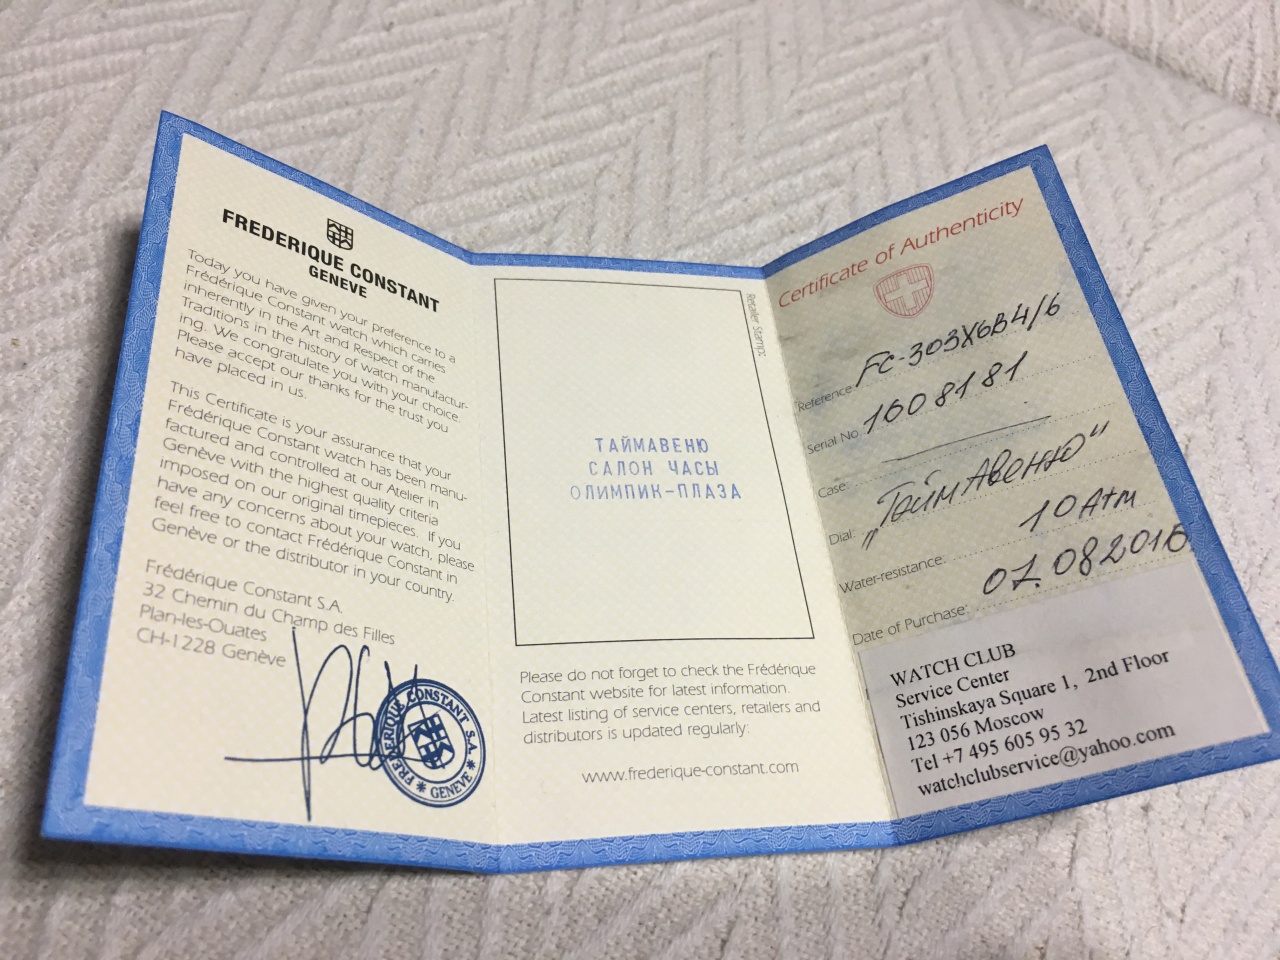 FREDERIQUE CONSTANT
GENEVE
Today you have given your preference to a
Frédérique Constant watch which carries
inherently in the Art and Respect of the
Traditions in the history of watch manufactur-
ing. We congratulate you with your choice.
Please accept our thanks for the trust you
have placed in us.
This Certificate is your assurance that your
Frédérique Constant watch has been manu-
factured and controlled at our Atelier in
Genève with the highest quality criteria
imposed on our original timepieces. If you
have any concerns about your watch, please
feel free to contact Frédérique Constant in
Genève or the distributor in your country.
Frédérique Constant S.A.
32 Chemin du Champ des Filles
Plan-les-Ouates
CH-1228 Genève
FREDERIQUE CONSTANT S.A.
GENEVE
Retailer Stamp:
ТАЙМАВЕНЮ
САЛОН ЧАСЫ
ОЛИМПИК-ПЛАЗА
Please do not forget to check the Frédérique
Constant website for latest information.
Latest listing of service centers, retailers and
distributors is updated regularly.
www.frederique-constant.com
Certificate of Authenticity
Reference: FC-303X6B4/6
Serial No.: 1608181
Case:
Dial: „Тайм Авеню"
Water-resistance: 10 Atm
Date of Purchase: 07.08 2016
WATCH CLUB
Service Center
Tishinskaya Square 1, 2nd Floor
123 056 Moscow
Tel +7 495 605 95 32
watchclubservice@yahoo.com